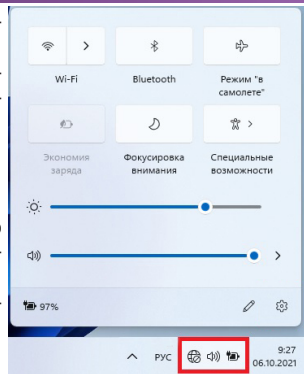 Wi-Fi
Bluetooth
Режим "в
самолете"
Экономия
заряда
Фокусировка
внимания
Специальные
возможности
97%
РУС
9:27
06.10.2021